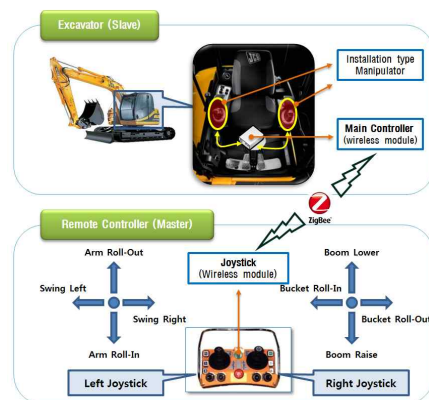 Excavator (Slave)
Installation type
Manipulator
Main Controller
(wireless module)
ZigBee
Remote Controller (Master)
Arm Roll-Out
Joystick
(Wireless module)
Boom Lower
Swing Left
Bucket Roll-In
Swing Right
Bucket Roll-Out
Arm Roll-In
Boom Raise
Left Joystick
Right Joystick